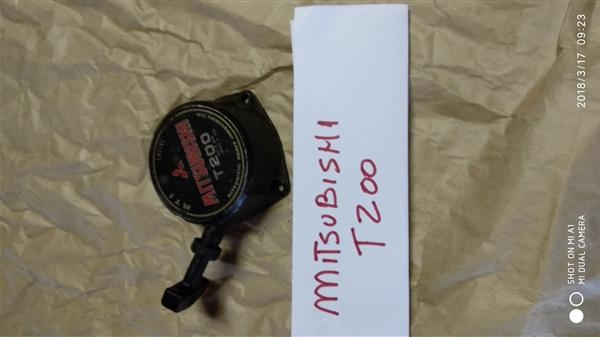 MITSUBISHI
T200
MITSUBISHI
T200
2018/3/17 09:23
SHOT ON MI A1
MI DUAL CAMERA